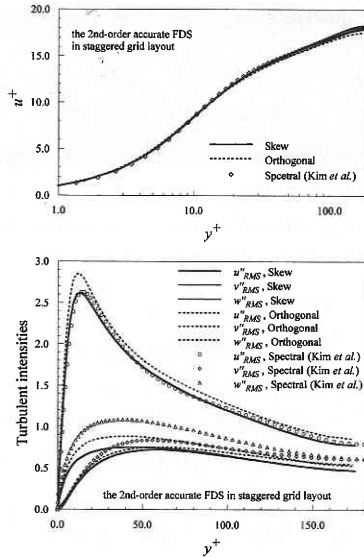 20.0
the 2nd-order accurate FDS
in staggered grid layout
15.0
u+
10.0
5.0
Skew
Orthogonal
Spcetral (Kim et al.)
0.0
1.0 10.0 100.0
y+
3.0
u"RMS, Skew
v"RMS, Skew
2.5
w"RMS, Skew
u"RMS, Orthogonal
v"RMS, Orthogonal
2.0
w"RMS, Orthogonal
u"RMS, Spectral (Kim et al.)
v"RMS, Spectral (Kim et al.)
1.5
w"RMS, Spectral (Kim et al.)
Turbulent intensities
1.0
0.5
the 2nd-order accurate FDS in staggered grid layout
0.0
0.0 50.0 100.0 150.0
y+